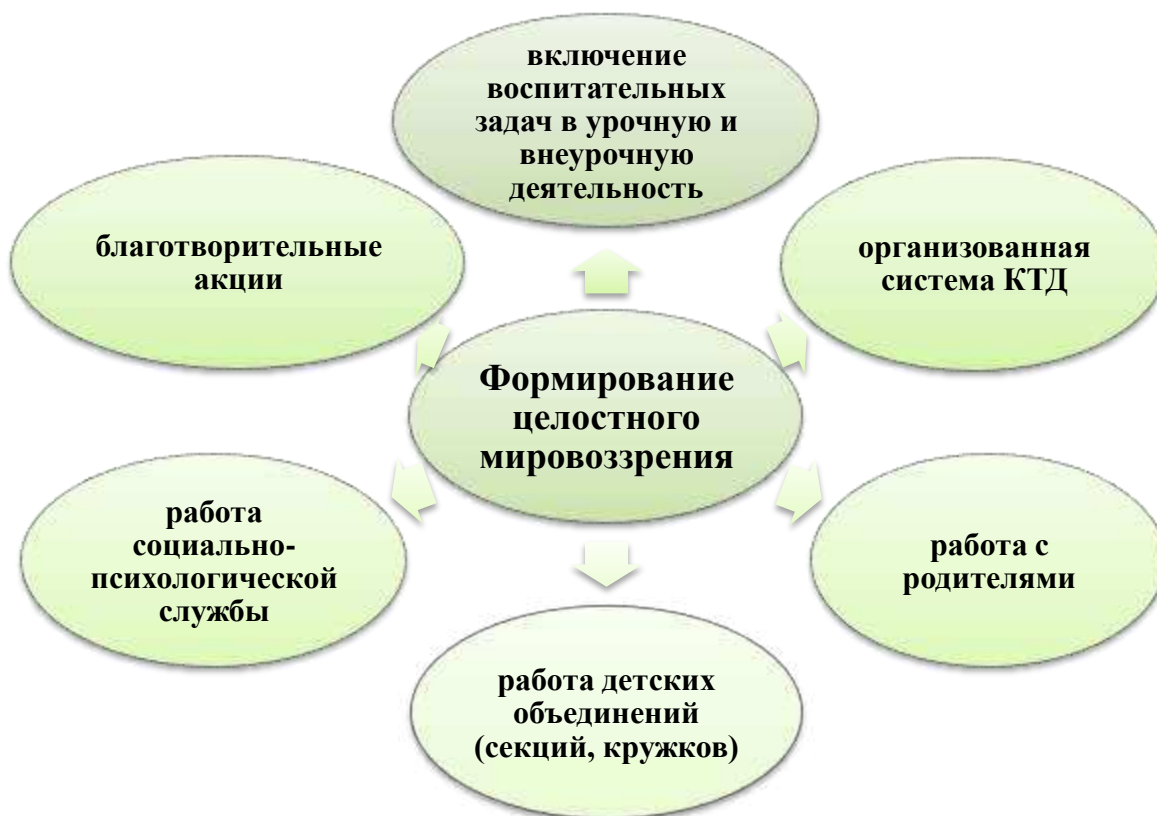 включение
воспитательных
задач в урочную и
внеурочную
деятельность
благотворительные
акции
организованная
система КТД
Формирование
целостного
мировоззрения
работа
социально-
психологической
службы
работа с
родителями
работа детских
объединений
(секций, кружков)